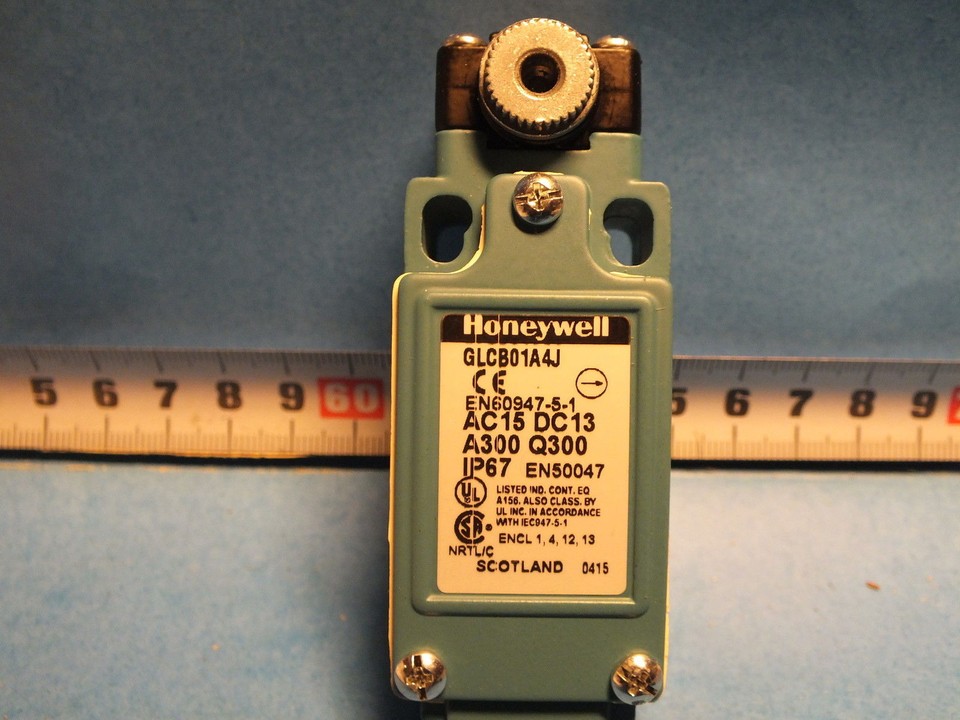 Honeywell
GLCB01A4J
CE
EN60947-5-1
AC15 DC13
A300 Q300
IP67 EN50047
UL
LISTED IND. CONT. EQ
A156. ALSO CLASS. BY
UL INC. IN ACCORDANCE
WITH IEC947-5-1
SA
ENCL 1, 4, 12, 13
NRTL/C
SCOTLAND 0415
5 6 7 8 9 60
5 6 7 8 9